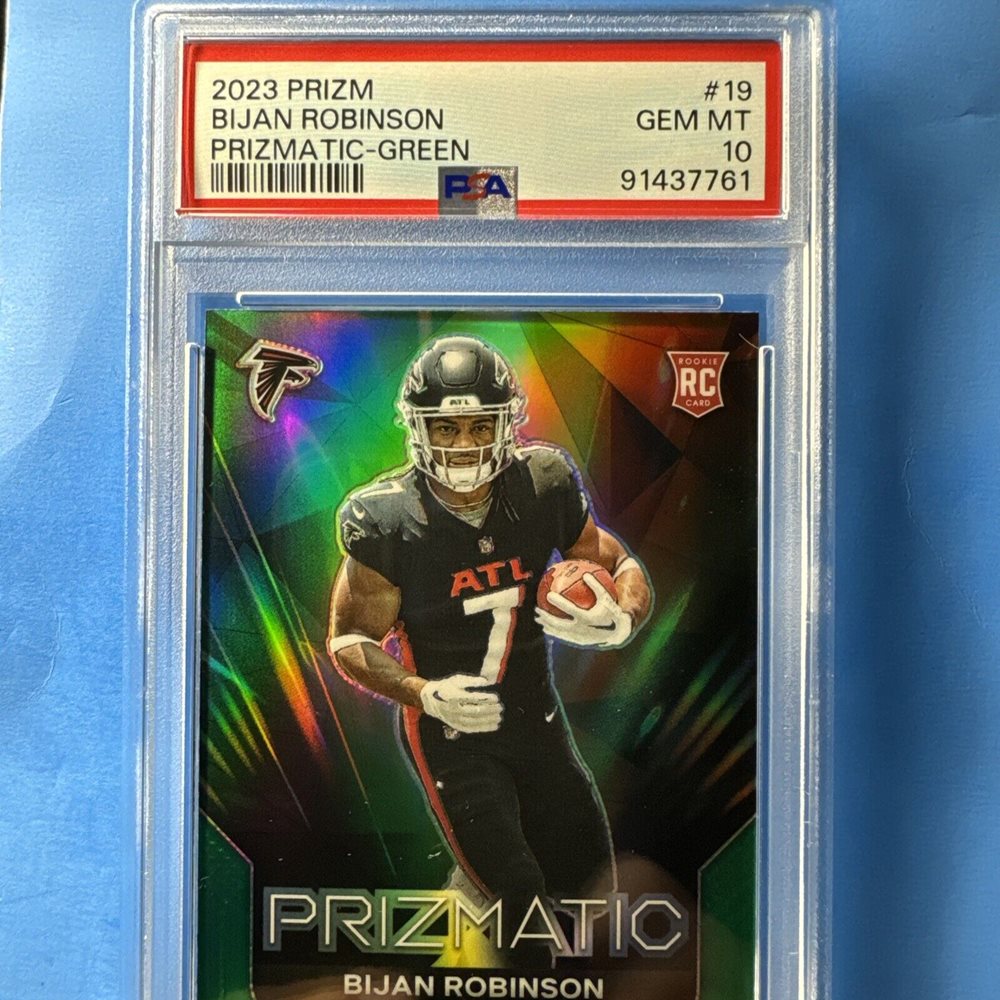 2023 PRIZM #19
BIJAN ROBINSON GEM MT
PRIZMATIC-GREEN 10
PSA 91437761
ROOKIE
RC
CARD
ATL
7
ATL
7
PRIZMATIC
BIJAN ROBINSON